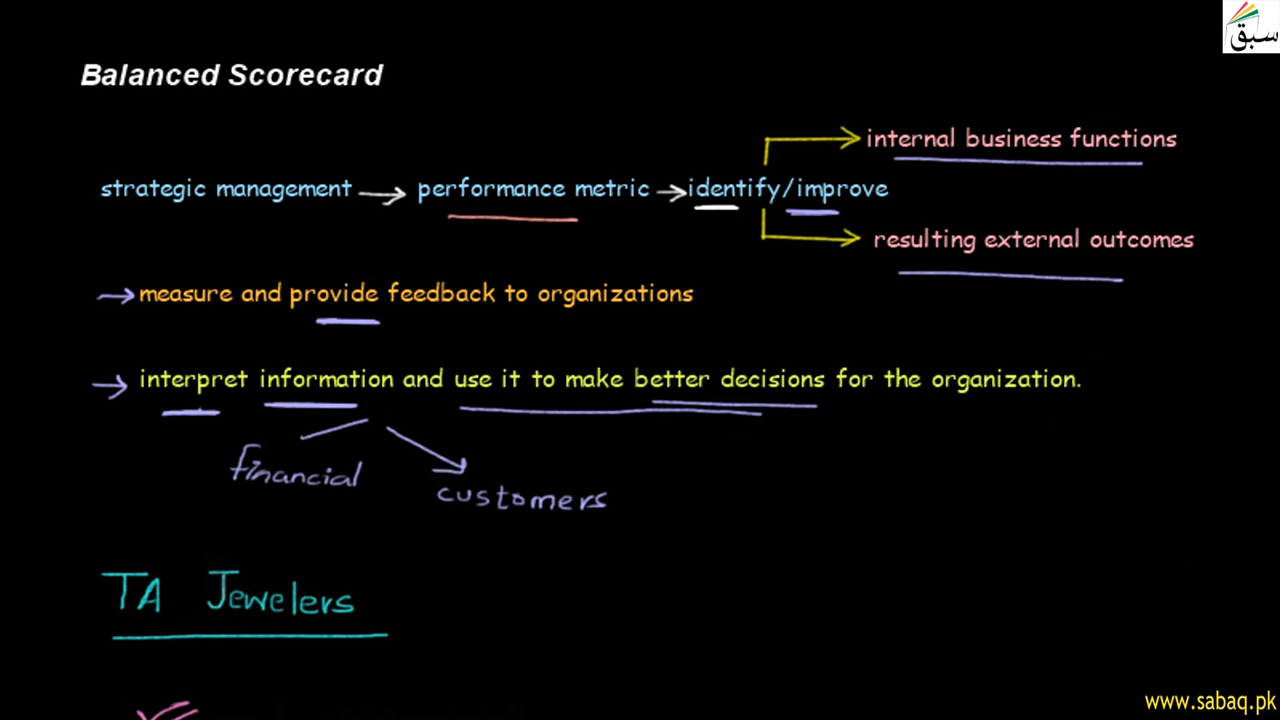 سبق
Balanced Scorecard
internal business functions
strategic management → performance metric → identify/improve
resulting external outcomes
→ measure and provide feedback to organizations
→ interpret information and use it to make better decisions for the organization.
financial
customers
TA Jewelers
www.sabaq.pk